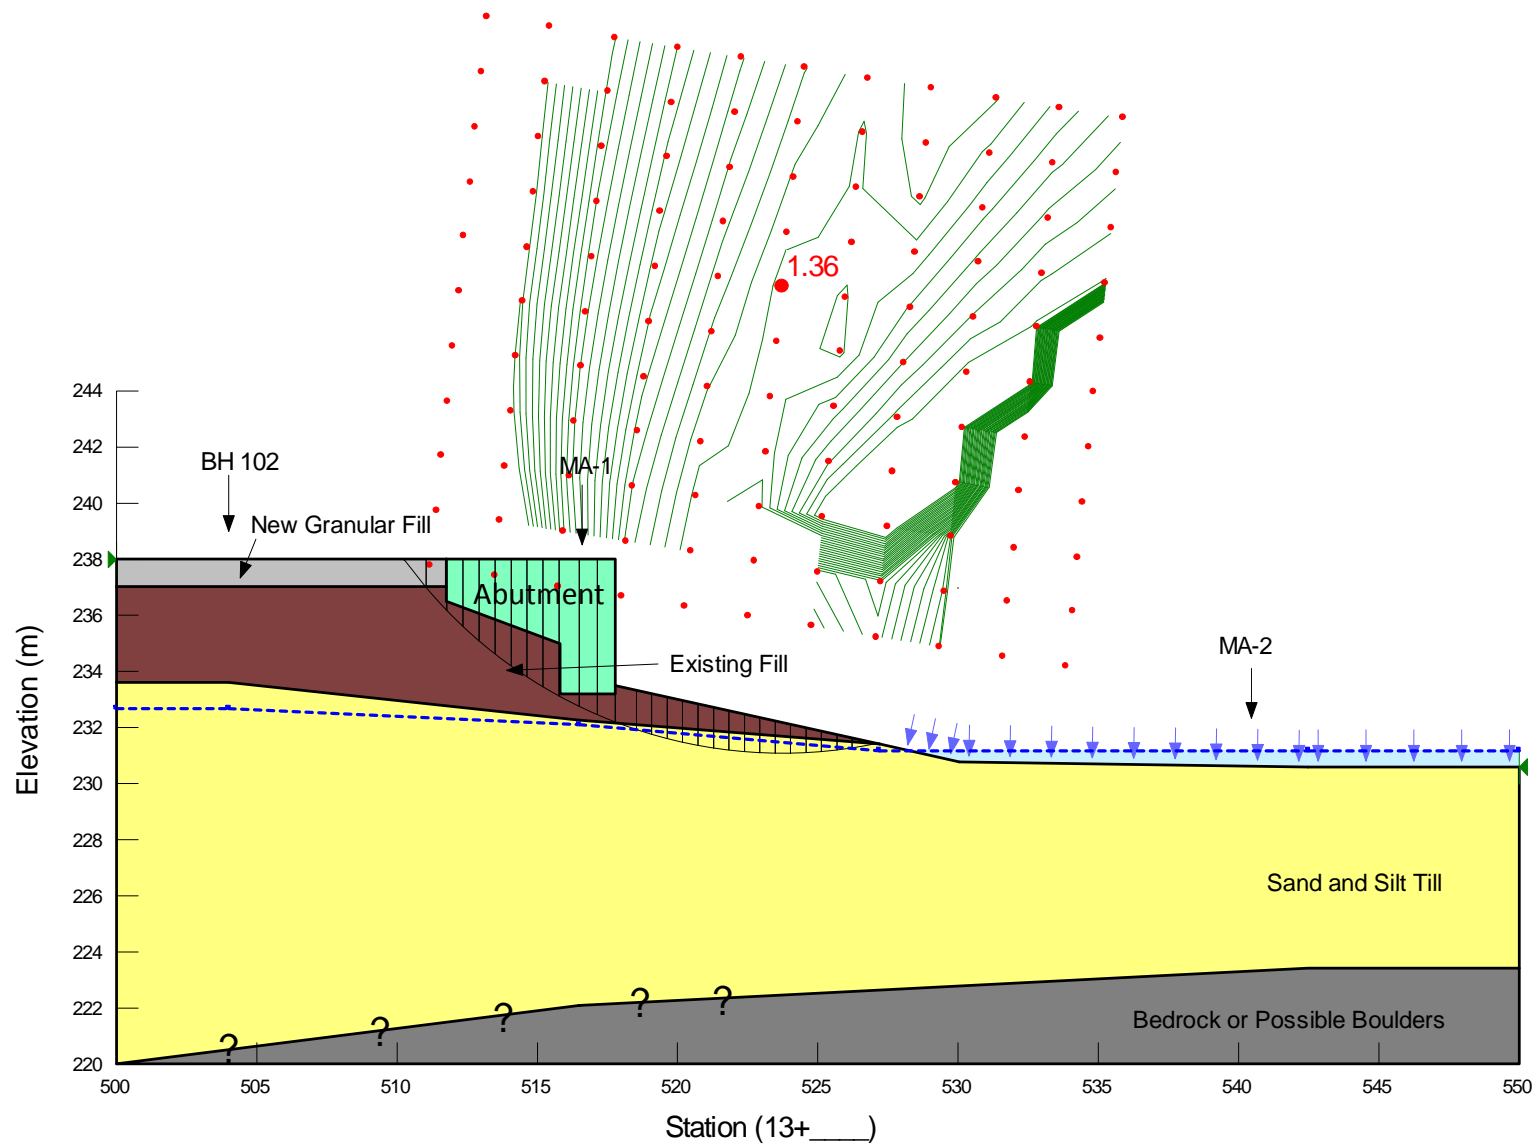 1.36
244
242
240
238
236
234
232
230
228
226
224
222
220
Elevation (m)
BH 102
New Granular Fill
MA-1
Abutment
Existing Fill
MA-2
Sand and Silt Till
Bedrock or Possible Boulders
? ? ? ? ?
500 505 510 515 520 525 530 535 540 545 550
Station (13+____)